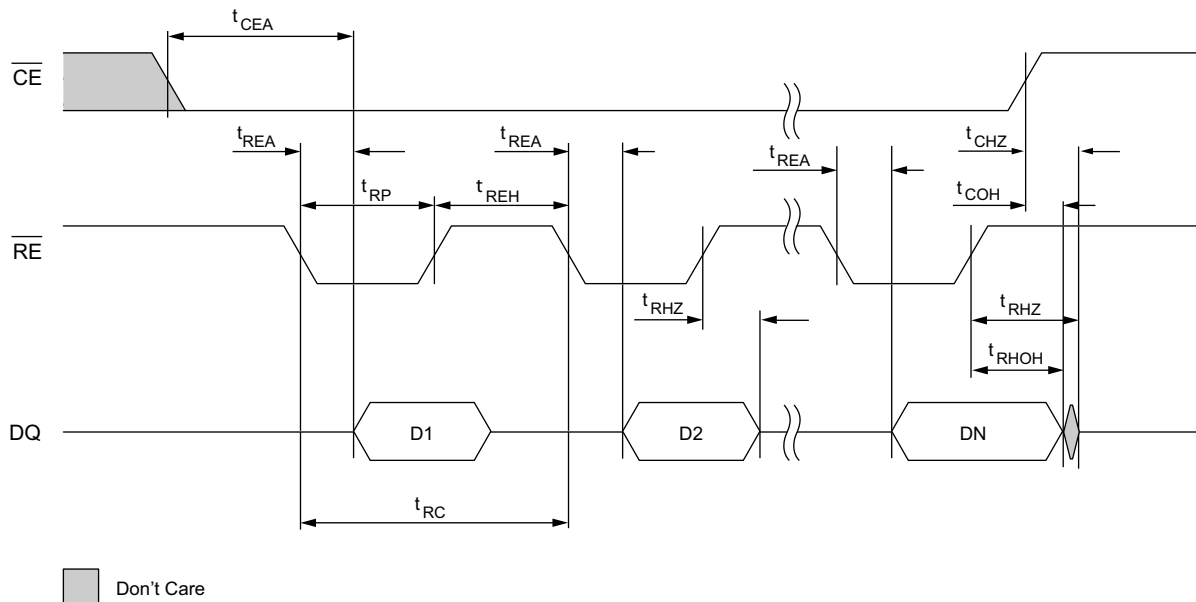 tCEA
CE
tREA
tREA
tREA
tCHZ
tRP
tREH
tCOH
RE
tRHZ
tRHZ
tRHOH
DQ
D1
D2
DN
tRC
Don't Care